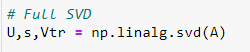 # Full SVD
U,s,Vtr = np.linalg.svd(A)